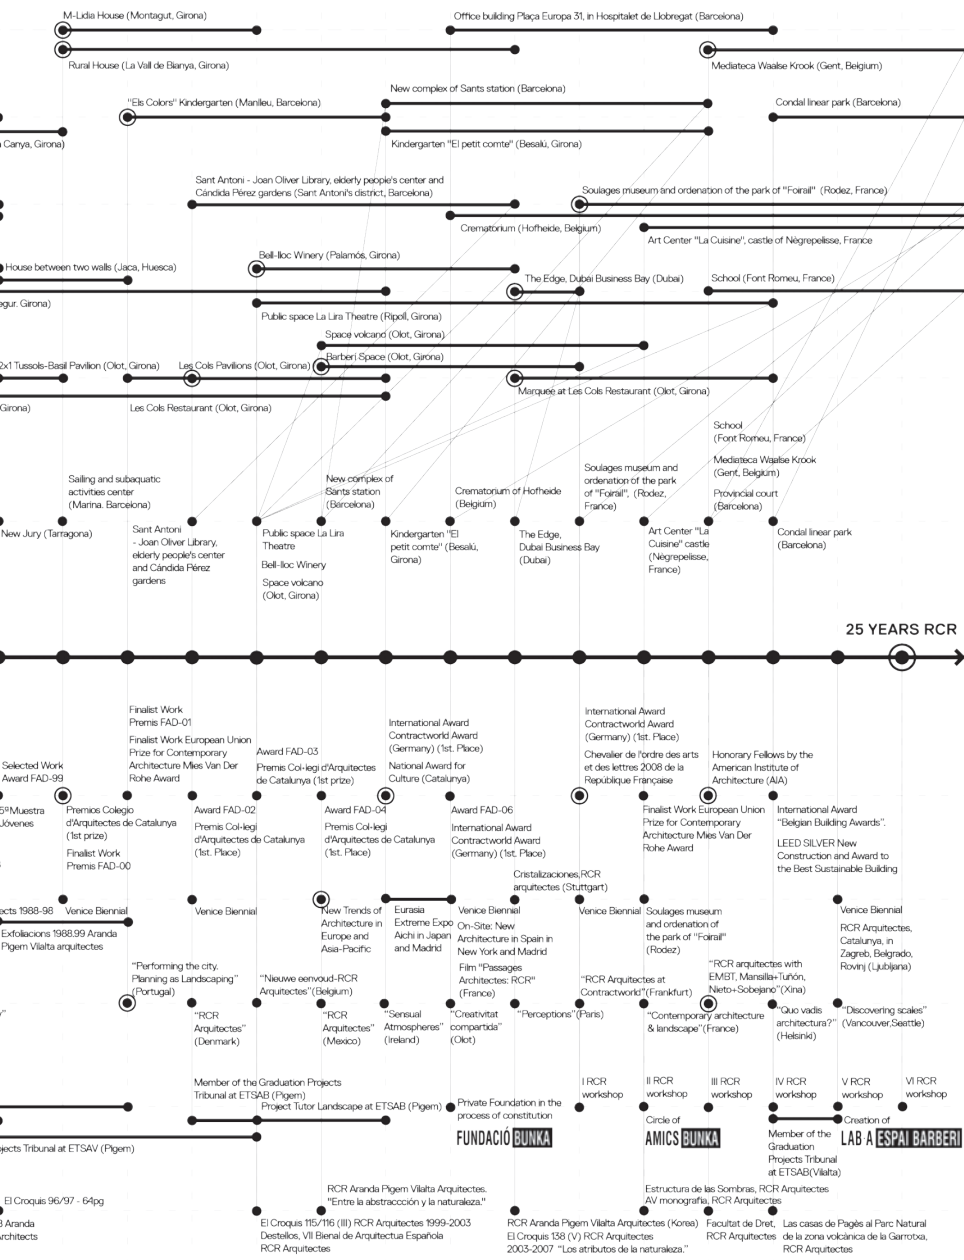 M-Lidia House (Montagut, Girona)
Office building Plaça Europa 31, in Hospitalet de Llobregat (Barcelona)
Rural House (La Vall de Bianya, Girona)
Mediateca Waalse Krook (Gent, Belgium)
New complex of Sants station (Barcelona)
"Els Colors" Kindergarten (Manlleu, Barcelona)
Condal linear park (Barcelona)
Canya, Girona)
Kindergarten "El petit comte" (Besalú, Girona)
Sant Antoni - Joan Oliver Library, elderly people's center and
Cándida Pérez gardens (Sant Antoni's district, Barcelona)
Soulages museum and ordenation of the park of "Foirail" (Rodez, France)
Crematorium (Hofheide, Belgium)
Art Center "La Cuisine", castle of Nègrepelisse, France
Bell-lloc Winery (Palamós, Girona)
House between two walls (Jaca, Huesca)
The Edge, Dubai Business Bay (Dubai)
School (Font Romeu, France)
egur. Girona)
Public space La Lira Theatre (Ripoll, Girona)
Space volcano (Olot, Girona)
Barberi Space (Olot, Girona)
2x1 Tussols-Basil Pavilion (Olot, Girona)
Les Cols Pavilions (Olot, Girona)
Marquee at Les Cols Restaurant (Olot, Girona)
Girona)
Les Cols Restaurant (Olot, Girona)
School
(Font Romeu, France)
Mediateca Waalse Krook
(Gent, Belgium)
Provincial court
(Barcelona)
Sailing and subaquatic
activities center
(Marina. Barcelona)
New complex of
Sants station
(Barcelona)
Crematorium of Hofheide
(Belgium)
Soulages museum and
ordenation of the park
of "Foirail", (Rodez,
France)
New Jury (Tarragona)
Sant Antoni
- Joan Oliver Library,
elderly people's center
and Cándida Pérez
gardens
Public space La Lira
Theatre
Bell-lloc Winery
Space volcano
(Olot, Girona)
Kindergarten "El
petit comte" (Besalú,
Girona)
The Edge,
Dubai Business Bay
(Dubai)
Art Center "La
Cuisine" castle
(Nègrepelisse,
France)
Condal linear park
(Barcelona)
25 YEARS RCR
Finalist Work
Premis FAD-01
Finalist Work European Union
Prize for Contemporary
Architecture Mies Van Der
Rohe Award
Award FAD-03
Premis Col·legi d'Arquitectes
de Catalunya (1st prize)
International Award
Contractworld Award
(Germany) (1st. Place)
National Award for
Culture (Catalunya)
International Award
Contractworld Award
(Germany) (1st. Place)
Chevalier de l'ordre des arts
et des lettres 2008 de la
République Française
Honorary Fellows by the
American Institute of
Architecture (AIA)
Selected Work
Award FAD-99
5ª Muestra
Jóvenes
Premios Colegio
d'Arquitectes de Catalunya
(1st prize)
Finalist Work
Premis FAD-00
Award FAD-02
Premis Col·legi
d'Arquitectes de Catalunya
(1st. Place)
Award FAD-04
Premis Col·legi
d'Arquitectes de Catalunya
(1st. Place)
Award FAD-06
International Award
Contractworld Award
(Germany) (1st. Place)
Finalist Work European Union
Prize for Contemporary
Architecture Mies Van Der
Rohe Award
International Award
"Belgian Building Awards".
LEED SILVER New
Construction and Award to
the Best Sustainable Building
Cristalizaciones,RCR
arquitectes (Stuttgart)
ects 1988-98
Venice Biennial
Venice Biennial
New Trends of
Architecture in
Europe and
Asia-Pacific
Eurasia
Extreme Expo
Aichi in Japan
and Madrid
Venice Biennial
On-Site: New
Architecture in Spain in
New York and Madrid
Film "Passages
Architectes: RCR"
(France)
Venice Biennial
Soulages museum
and ordenation of
the park of "Foirail"
(Rodez)
Venice Biennial
RCR Arquitectes,
Catalunya, in
Zagreb, Belgrado,
Rovinj (Ljubljana)
Exfoliacions 1988.99 Aranda
Pigem Vilalta arquitectes
"Performing the city.
Planning as Landscaping"
(Portugal)
"Nieuwe eenvoud-RCR
Arquitectes"(Belgium)
"RCR Arquitectes at
Contractworld"(Frankfurt)
"RCR arquitectes with
EMBT, Mansilla+Tuñón,
Nieto+Sobejano"(Xina)
"RCR
Arquitectes"
(Denmark)
"RCR
Arquitectes"
(Mexico)
"Sensual
Atmospheres"
(Ireland)
"Creativitat
compartida"
(Olot)
"Perceptions"(Paris)
"Contemporary architecture
& landscape"(France)
"Quo vadis
architectura?"
(Helsinki)
"Discovering scales"
(Vancouver,Seattle)
Member of the Graduation Projects
Tribunal at ETSAB (Pigem)
Project Tutor Landscape at ETSAB (Pigem)
Private Foundation in the
process of constitution
FUNDACIÓ BUNKA
I RCR
workshop
II RCR
workshop
III RCR
workshop
IV RCR
workshop
V RCR
workshop
VI RCR
workshop
Circle of
AMICS BUNKA
Creation of
LAB·A ESPAI BARBERI
Member of the
Graduation
Projects Tribunal
at ETSAB(Vilalta)
jects Tribunal at ETSAV (Pigem)
El Croquis 96/97 - 64pg
RCR Aranda Pigem Vilalta Arquitectes.
"Entre la abstraccción y la naturaleza."
Estructura de las Sombras, RCR Arquitectes
AV monografia, RCR Arquitectes
Aranda
Architects
El Croquis 115/116 (III) RCR Arquitectes 1999-2003
Destellos, VII Bienal de Arquitectua Española
RCR Arquitectes
RCR Aranda Pigem Vilalta Arquitectes (Korea)
El Croquis 138 (V) RCR Arquitectes
2003-2007 "Los atributos de la naturaleza."
Facultat de Dret,
RCR Arquitectes
Las casas de Pagès al Parc Natural
de la zona volcànica de la Garrotxa,
RCR Arquitectes